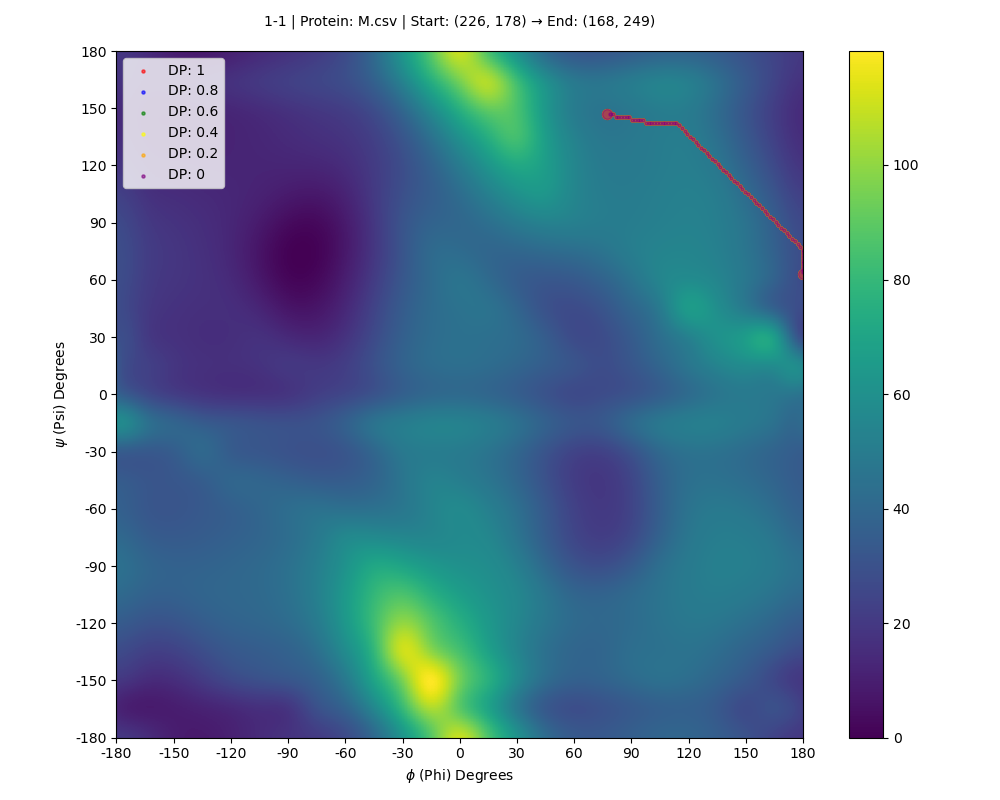 1-1 | Protein: M.csv | Start: (226, 178) → End: (168, 249)
DP: 1
DP: 0.8
DP: 0.6
DP: 0.4
DP: 0.2
DP: 0
180
150
120
90
60
30
0
-30
-60
-90
-120
-150
-180
ψ (Psi) Degrees
-180 -150 -120 -90 -60 -30 0 30 60 90 120 150 180
ϕ (Phi) Degrees
100
80
60
40
20
0